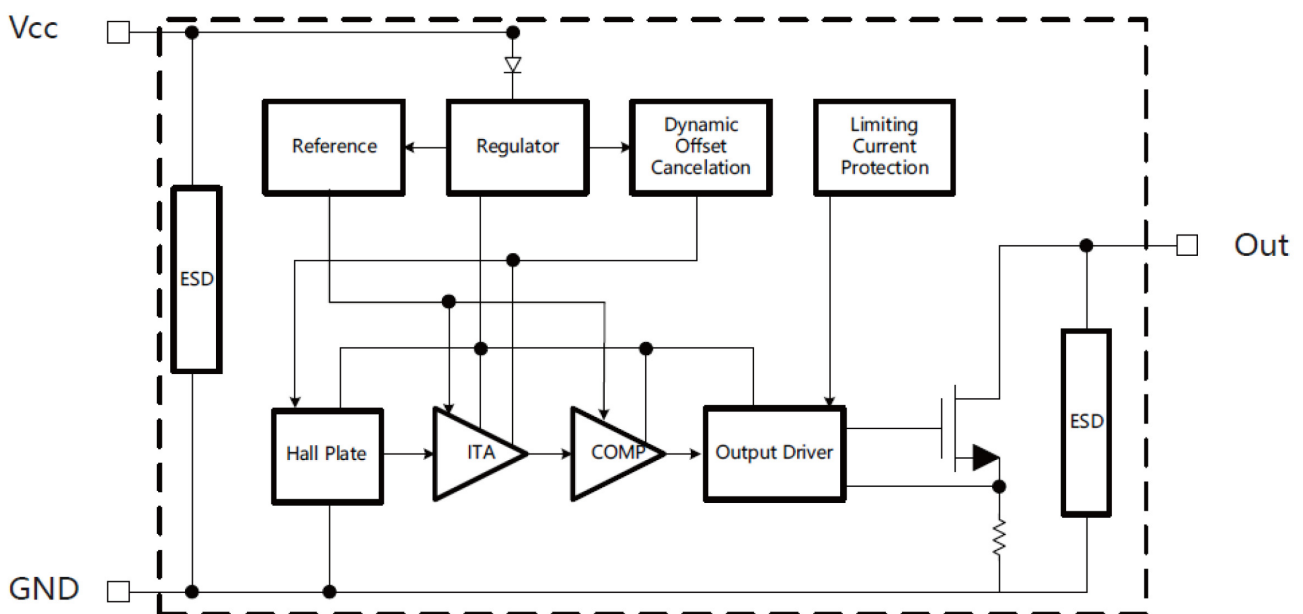 Vcc
Reference
Regulator
Dynamic
Offset
Cancelation
Limiting
Current
Protection
ESD
Out
Hall Plate
ITA
COMP
Output Driver
ESD
GND